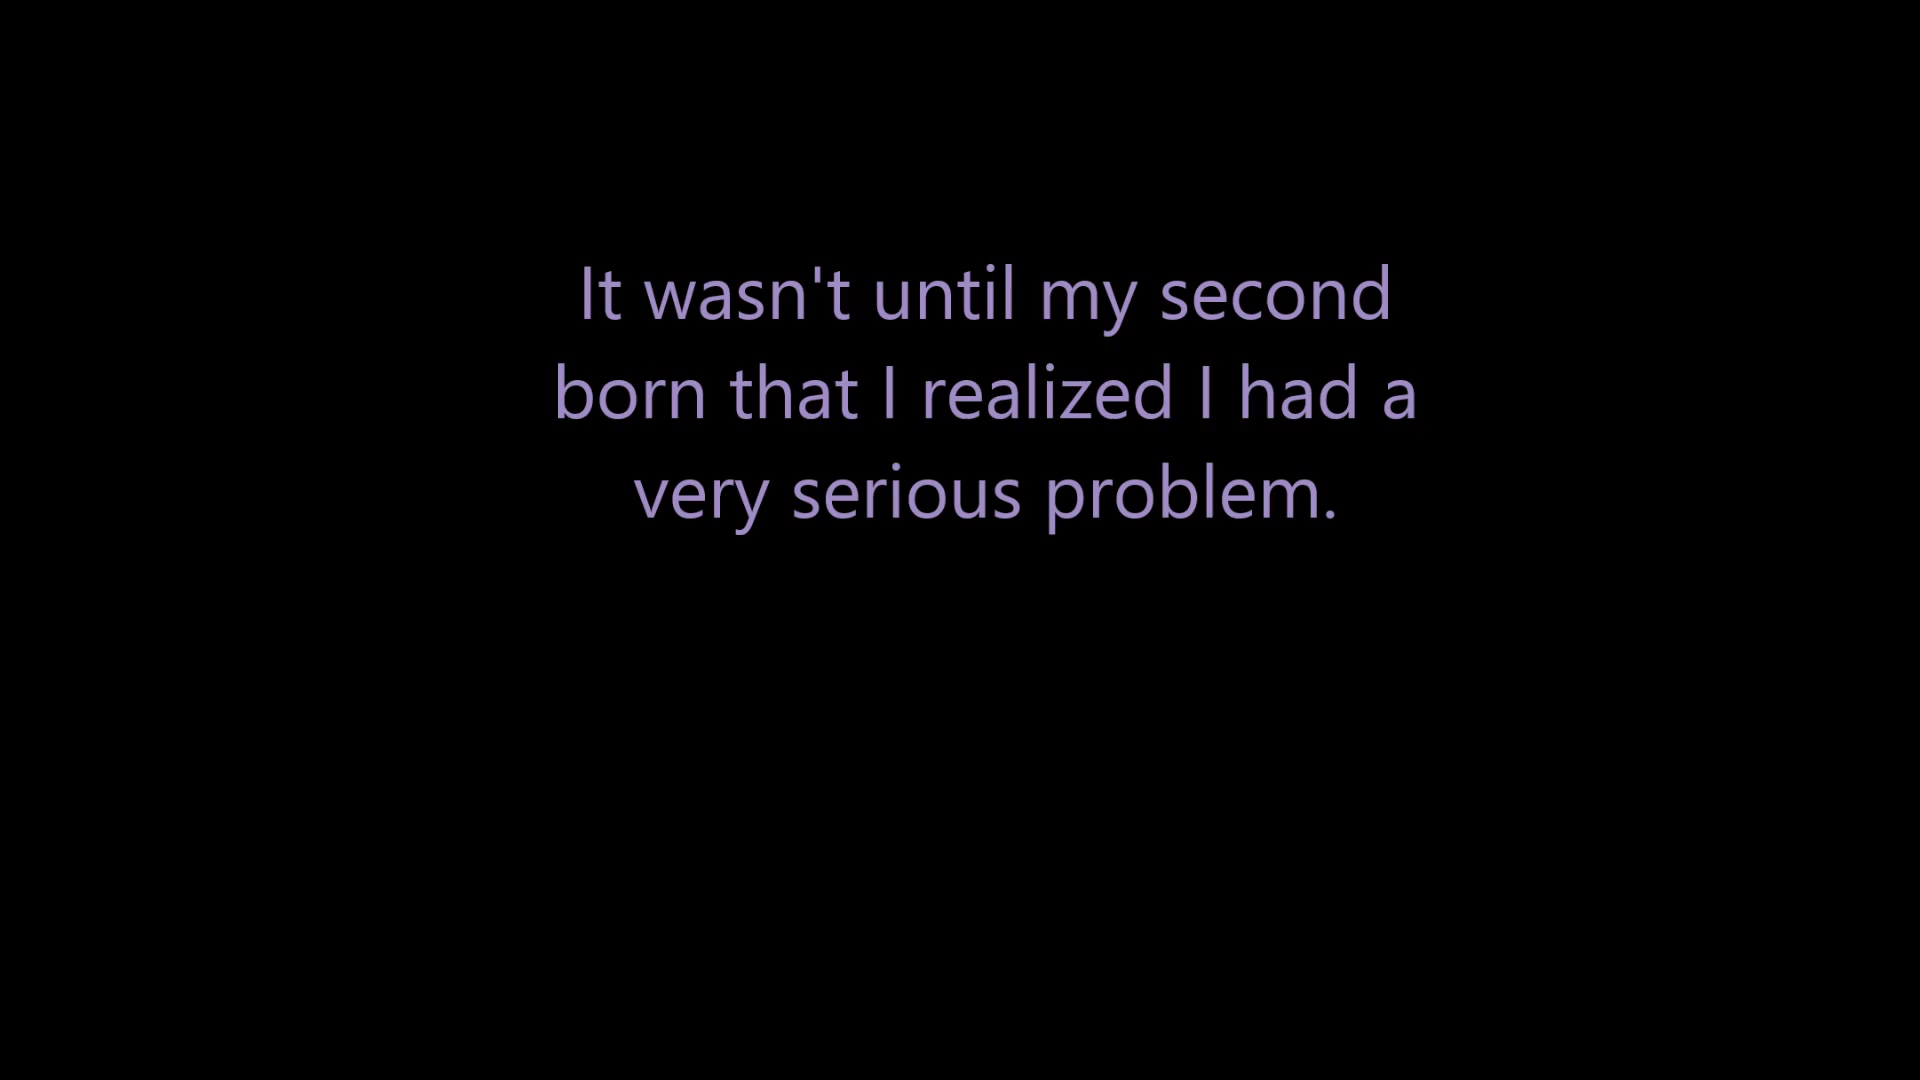 It wasn't until my second
born that I realized I had a
very serious problem.